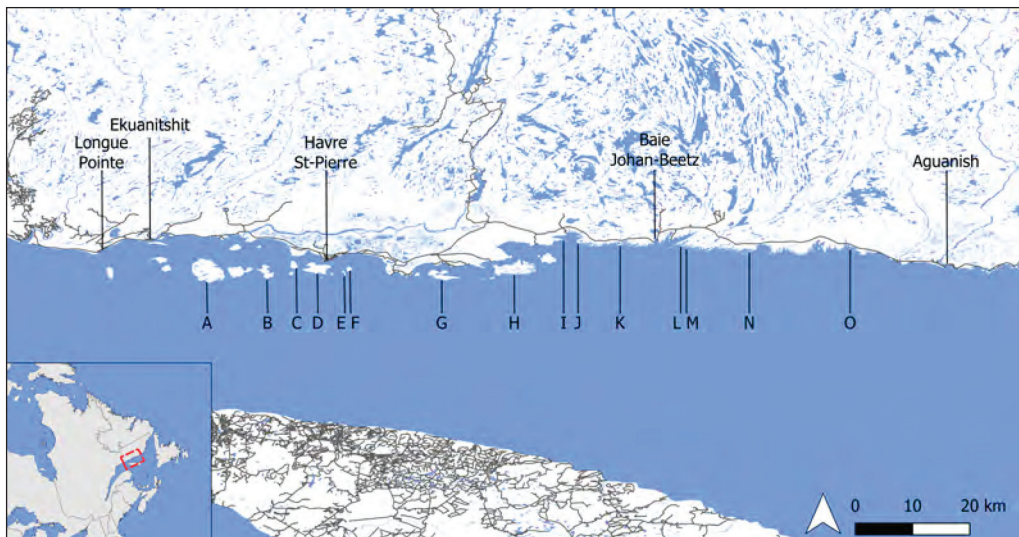 Ekuanitshit
Longue
Pointe
Havre
St-Pierre
Baie
Johan-Beetz
Aguanish
A
B
C
D
E
F
G
H
I
J
K
L
M
N
O
0
10
20 km